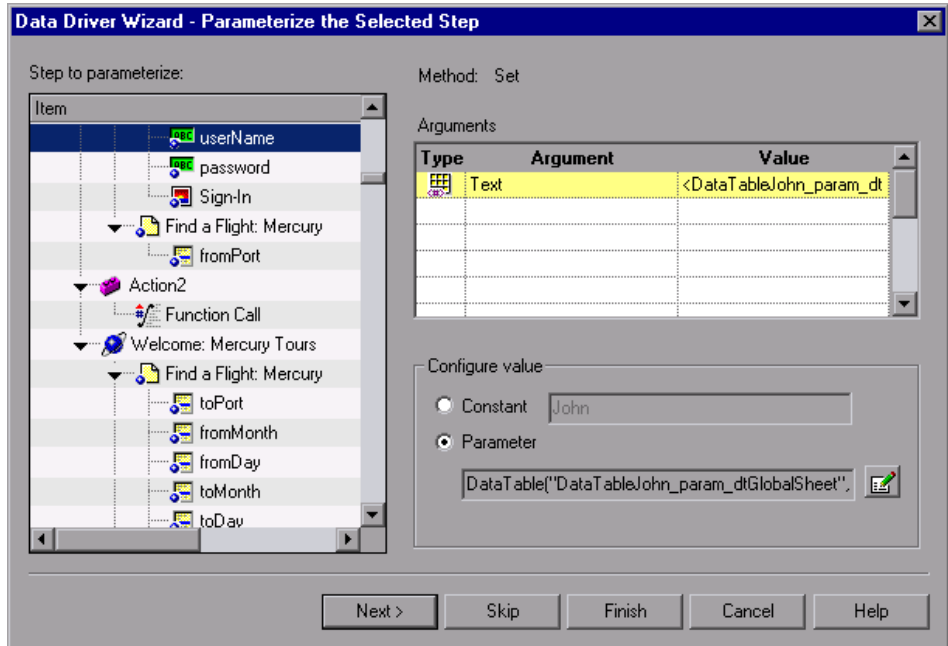 Data Driver Wizard - Parameterize the Selected Step
Step to parameterize:
Item
userName
password
Sign-In
Find a Flight: Mercury
fromPort
Action2
Function Call
Welcome: Mercury Tours
Find a Flight: Mercury
toPort
fromMonth
fromDay
toMonth
toDay
Method: Set
Arguments
Type Argument Value
Text <DataTableJohn_param_dt
Configure value
Constant John
Parameter
DataTable("DataTableJohn_param_dtGlobalSheet",
Next > Skip Finish Cancel Help